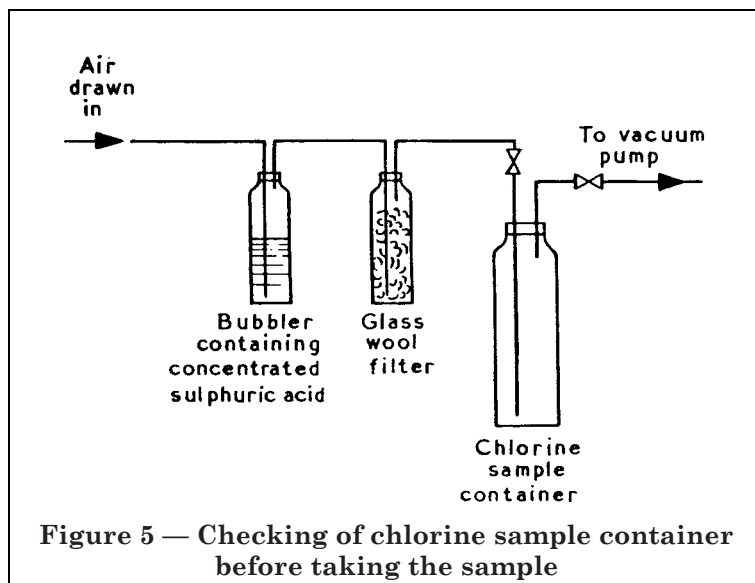 Air
drawn
in
To vacuum
pump
Bubbler
containing
concentrated
sulphuric acid
Glass
wool
filter
Chlorine
sample
container
Figure 5 — Checking of chlorine sample container
before taking the sample